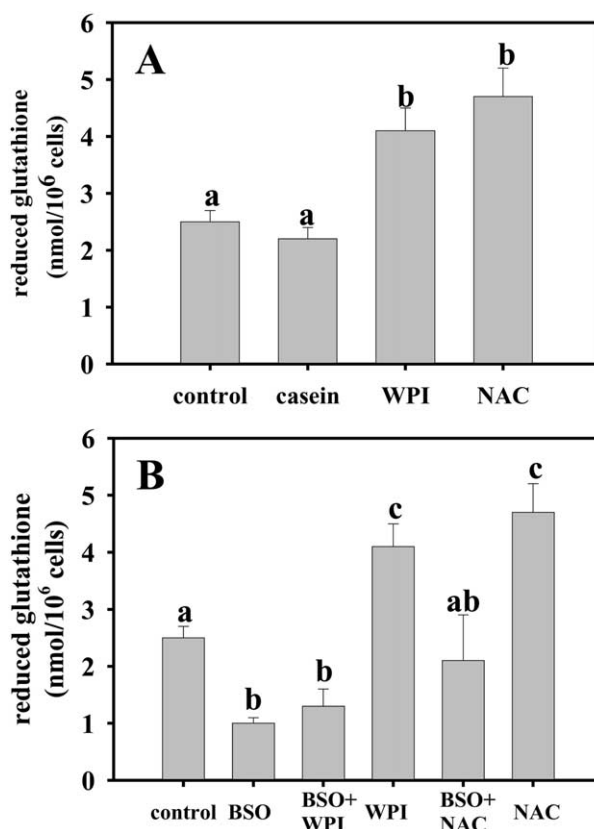 A
reduced glutathione
(nmol/10⁶ cells)
6
5
4
3
2
1
0
a
a
b
b
control casein WPI NAC
B
reduced glutathione
(nmol/10⁶ cells)
6
5
4
3
2
1
0
a
b
b
c
ab
c
control BSO BSO+ WPI BSO+ NAC
WPI NAC